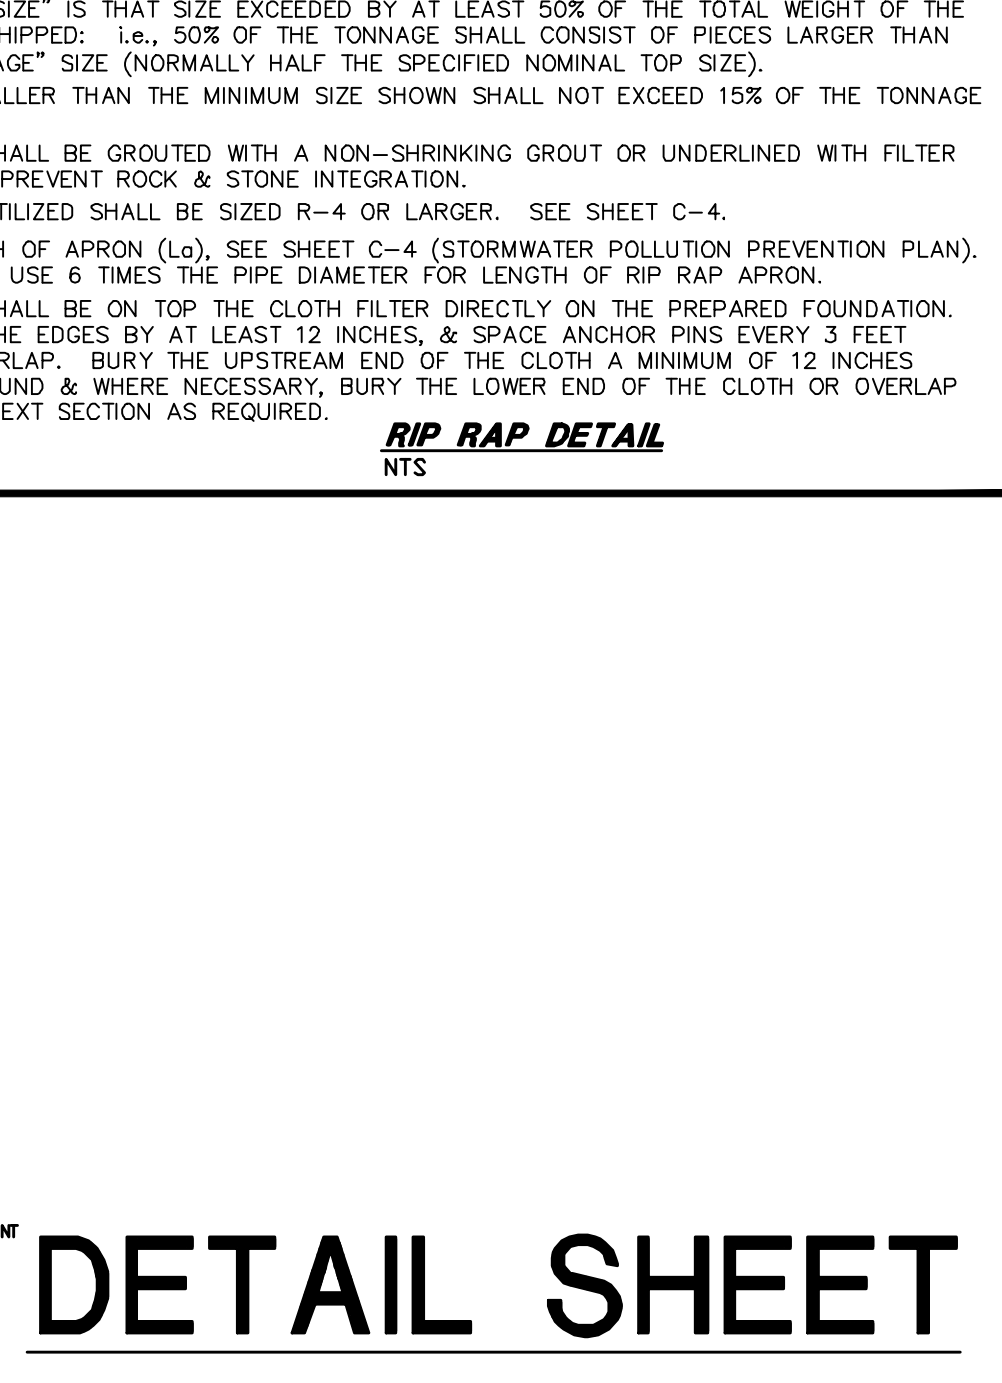 SIZE" IS THAT SIZE EXCEEDED BY AT LEAST 50% OF THE TOTAL WEIGHT OF THE
HIPPED: i.e., 50% OF THE TONNAGE SHALL CONSIST OF PIECES LARGER THAN
AGE" SIZE (NORMALLY HALF THE SPECIFIED NOMINAL TOP SIZE).
ALLER THAN THE MINIMUM SIZE SHOWN SHALL NOT EXCEED 15% OF THE TONNAGE
HALL BE GROUTED WITH A NON-SHRINKING GROUT OR UNDERLINED WITH FILTER
PREVENT ROCK & STONE INTEGRATION.
TILIZED SHALL BE SIZED R-4 OR LARGER. SEE SHEET C-4.
H OF APRON (La), SEE SHEET C-4 (STORMWATER POLLUTION PREVENTION PLAN).
USE 6 TIMES THE PIPE DIAMETER FOR LENGTH OF RIP RAP APRON.
HALL BE ON TOP THE CLOTH FILTER DIRECTLY ON THE PREPARED FOUNDATION.
HE EDGES BY AT LEAST 12 INCHES, & SPACE ANCHOR PINS EVERY 3 FEET
RLAP. BURY THE UPSTREAM END OF THE CLOTH A MINIMUM OF 12 INCHES
UND & WHERE NECESSARY, BURY THE LOWER END OF THE CLOTH OR OVERLAP
EXT SECTION AS REQUIRED.
RIP RAP DETAIL
NTS
NT
DETAIL SHEET